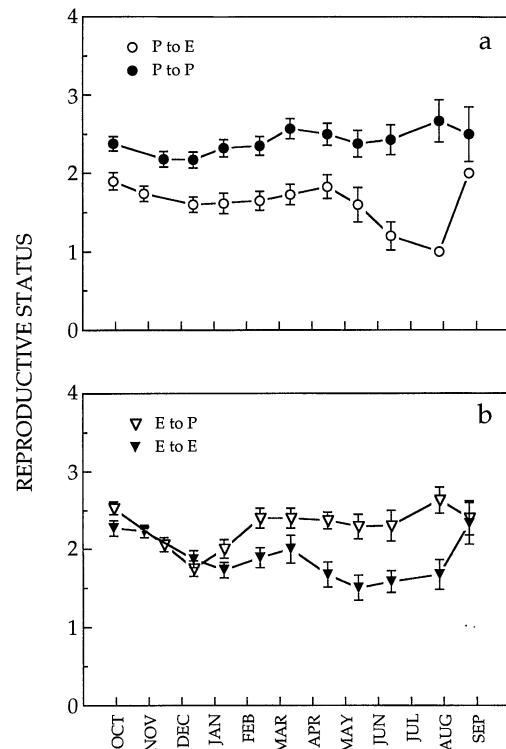 4
a
P to E
P to P
3
2
1
0
REPRODUCTIVE STATUS
4
b
E to P
E to E
3
2
1
0
OCT
NOV
DEC
JAN
FEB
MAR
APR
MAY
JUN
JUL
AUG
SEP